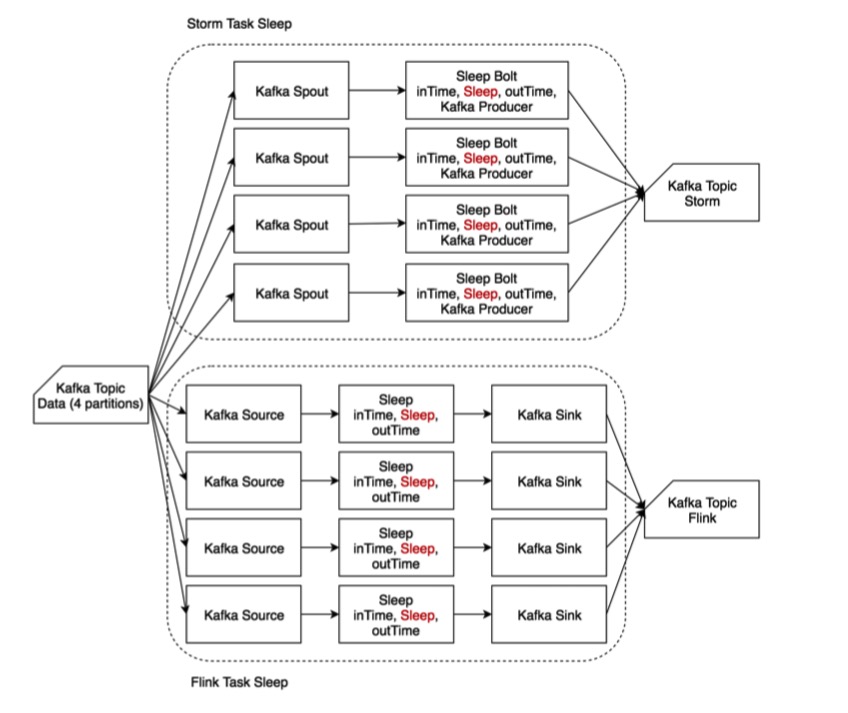 Storm Task Sleep
Kafka Spout
Sleep Bolt
inTime, Sleep, outTime,
Kafka Producer
Kafka Spout
Sleep Bolt
inTime, Sleep, outTime,
Kafka Producer
Kafka Topic
Storm
Kafka Spout
Sleep Bolt
inTime, Sleep, outTime,
Kafka Producer
Kafka Spout
Sleep Bolt
inTime, Sleep, outTime,
Kafka Producer
Kafka Topic
Data (4 partitions)
Kafka Source
Sleep
inTime, Sleep,
outTime
Kafka Sink
Kafka Source
Sleep
inTime, Sleep,
outTime
Kafka Sink
Kafka Topic
Flink
Kafka Source
Sleep
inTime, Sleep,
outTime
Kafka Sink
Kafka Source
Sleep
inTime, Sleep,
outTime
Kafka Sink
Flink Task Sleep